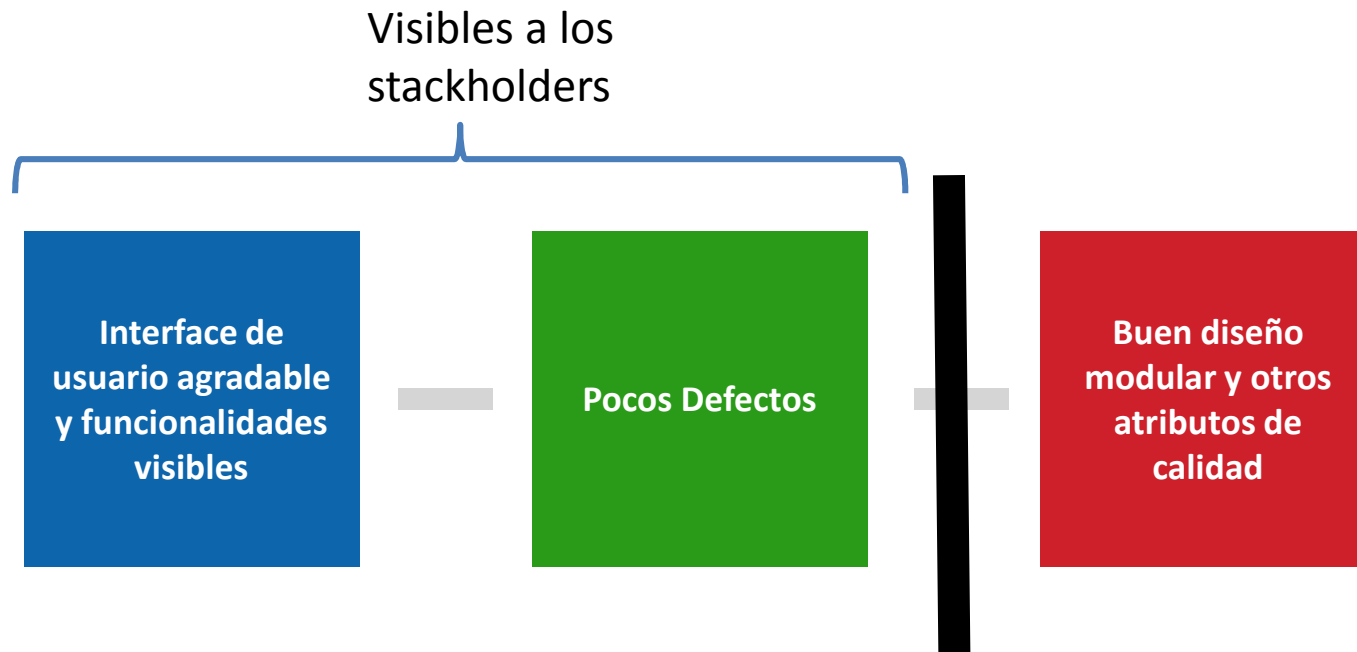 Visibles a los
stackholders
Interface de
usuario agradable
y funcionalidades
visibles
Pocos Defectos
Buen diseño
modular y otros
atributos de
calidad